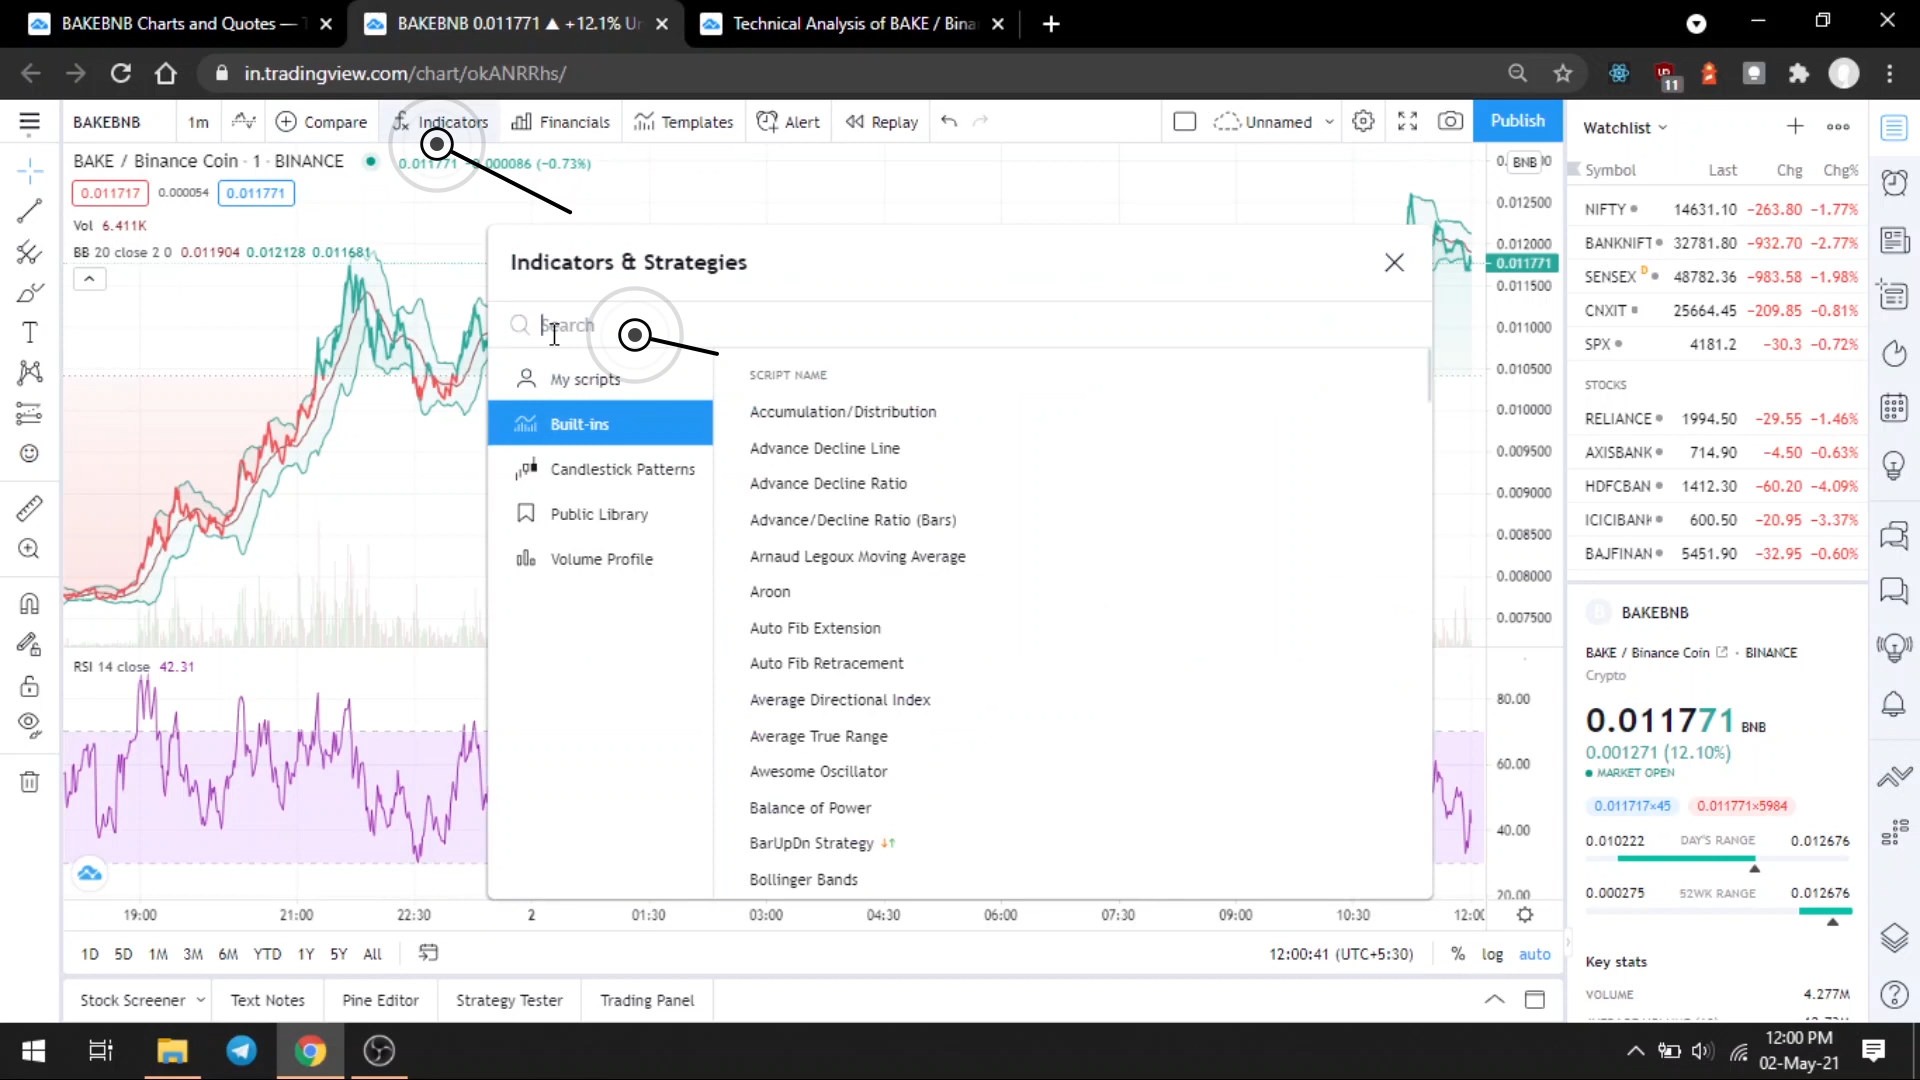 BAKEBNB Charts and Quotes —
BAKEBNB 0.011771 ▲ +12.1%
Technical Analysis of BAKE / Bina
in.tradingview.com/chart/okANRRhs/
11
BAKEBNB
1m
Compare
Indicators
Financials
Templates
Alert
Replay
Unnamed
Publish
BAKE / Binance Coin · 1 · BINANCE
0.011771 000086 (−0.73%)
0.011717 0.000054 0.011771
Vol 6.411K
BB 20 close 2 0 0.011904 0.012128 0.011681
RSI 14 close 42.31
Indicators & Strategies
Search
My scripts
Built-ins
Candlestick Patterns
Public Library
Volume Profile
SCRIPT NAME
Accumulation/Distribution
Advance Decline Line
Advance Decline Ratio
Advance/Decline Ratio (Bars)
Arnaud Legoux Moving Average
Aroon
Auto Fib Extension
Auto Fib Retracement
Average Directional Index
Average True Range
Awesome Oscillator
Balance of Power
BarUpDn Strategy
Bollinger Bands
BNB
0.012500
0.012000
0.011771
0.011500
0.011000
0.010500
0.010000
0.009500
0.009000
0.008500
0.008000
0.007500
80.00
60.00
40.00
20.00
19:00 21:00 22:30 2 01:30 03:00 04:30 06:00 07:30 09:00 10:30 12:00
1D 5D 1M 3M 6M YTD 1Y 5Y All
12:00:41 (UTC+5:30) % log auto
Stock Screener Text Notes Pine Editor Strategy Tester Trading Panel
Watchlist
Symbol Last Chg Chg%
NIFTY 14631.10 −263.80 −1.77%
BANKNIFT 32781.80 −932.70 −2.77%
SENSEX D 48782.36 −983.58 −1.98%
CNXIT 25664.45 −209.85 −0.81%
SPX 4181.2 −30.3 −0.72%
STOCKS
RELIANCE 1994.50 −29.55 −1.46%
AXISBANK 714.90 −4.50 −0.63%
HDFCBAN 1412.30 −60.20 −4.09%
ICICIBANK 600.50 −20.95 −3.37%
BAJFINAN 5451.90 −32.95 −0.60%
B BAKEBNB
BAKE / Binance Coin · BINANCE
Crypto
0.011771 BNB
0.001271 (12.10%)
MARKET OPEN
0.011717×45 0.011771×5984
0.010222 DAY'S RANGE 0.012676
0.000275 52WK RANGE 0.012676
Key stats
VOLUME 4.277M
12:00 PM
02-May-21